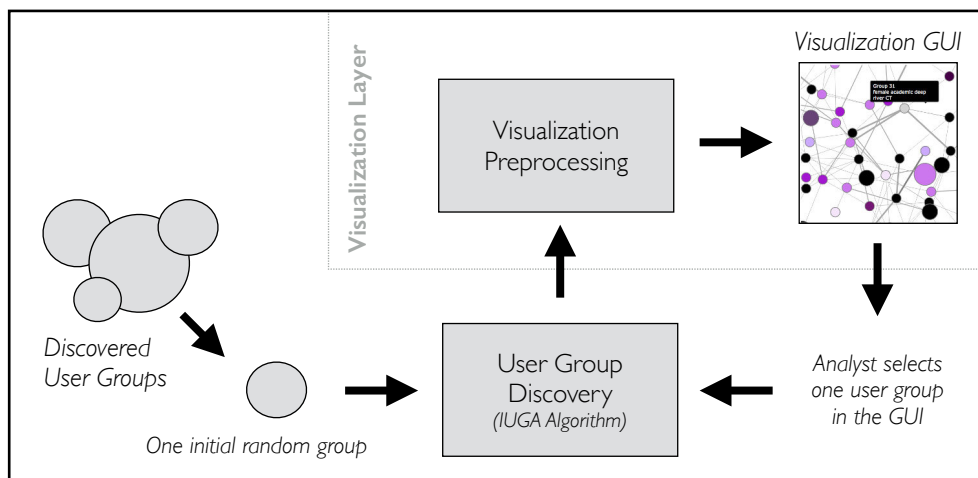 Visualization Layer
Visualization GUI
Group 31
female academic deep
river CT
Visualization
Preprocessing
Discovered
User Groups
One initial random group
User Group
Discovery
(IUGA Algorithm)
Analyst selects
one user group
in the GUI